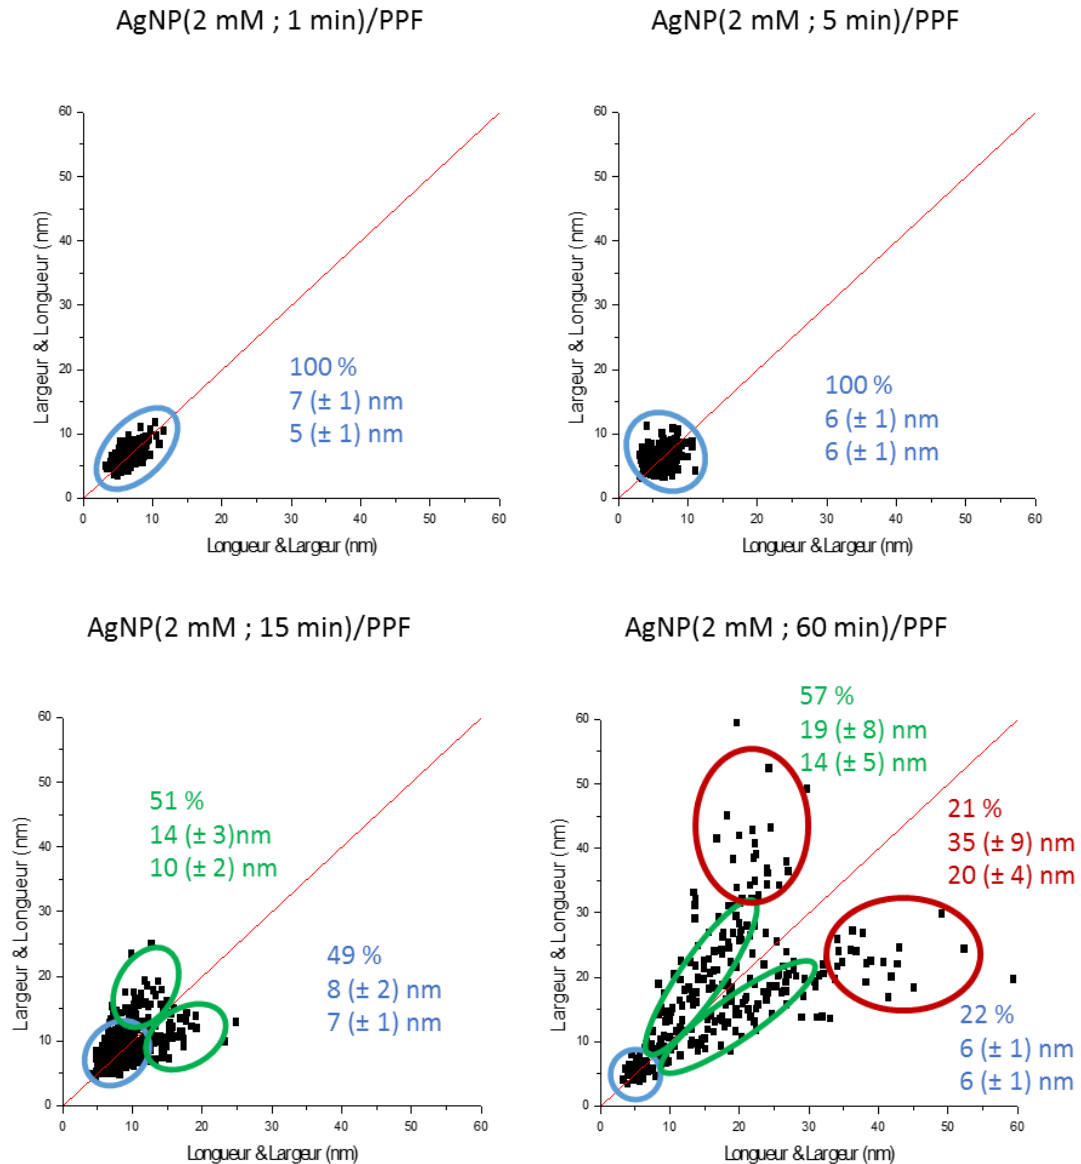 AgNP(2 mM ; 1 min)/PPF
60
50
40
30
20
10
0
Largeur & Longueur (nm)
100 %
7 (± 1) nm
5 (± 1) nm
0 10 20 30 40 50 60
Longueur & Largeur (nm)
AgNP(2 mM ; 5 min)/PPF
60
50
40
30
20
10
0
Largeur & Longueur (nm)
100 %
6 (± 1) nm
6 (± 1) nm
0 10 20 30 40 50 60
Longueur & Largeur (nm)
AgNP(2 mM ; 15 min)/PPF
60
50
40
30
20
10
0
Largeur & Longueur (nm)
51 %
14 (± 3)nm
10 (± 2) nm
49 %
8 (± 2) nm
7 (± 1) nm
0 10 20 30 40 50 60
Longueur & Largeur (nm)
AgNP(2 mM ; 60 min)/PPF
60
50
40
30
20
10
0
Largeur & Longueur (nm)
57 %
19 (± 8) nm
14 (± 5) nm
21 %
35 (± 9) nm
20 (± 4) nm
22 %
6 (± 1) nm
6 (± 1) nm
0 10 20 30 40 50 60
Longueur & Largeur (nm)